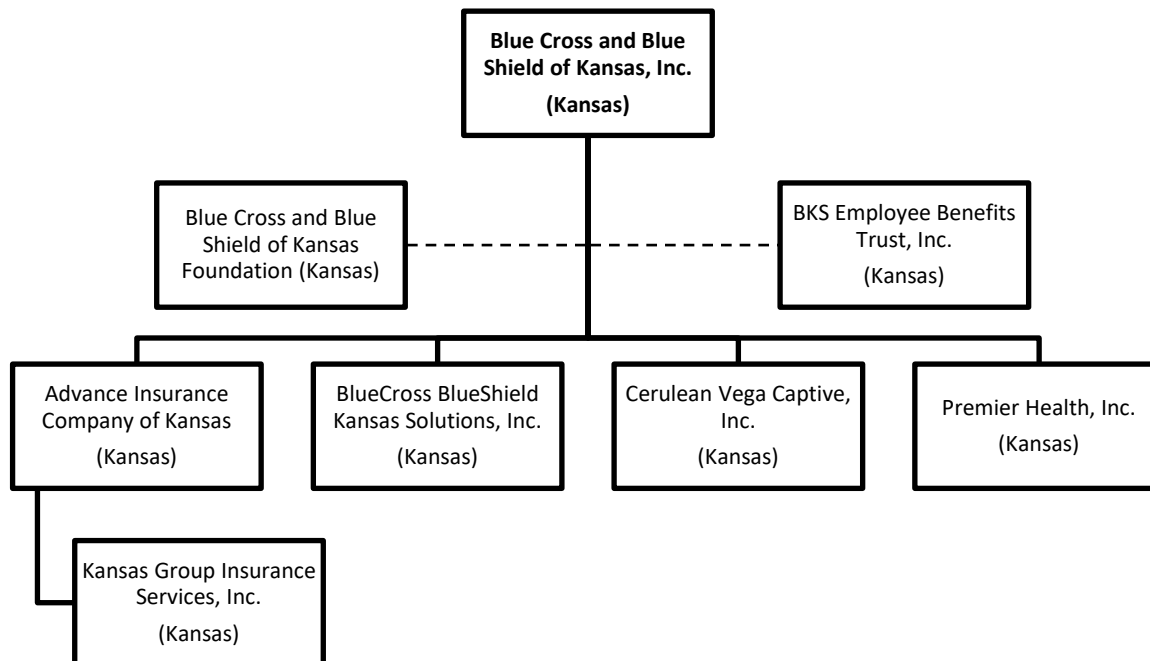 Blue Cross and Blue
Shield of Kansas, Inc.
(Kansas)
Blue Cross and Blue
Shield of Kansas
Foundation (Kansas)
BKS Employee Benefits
Trust, Inc.
(Kansas)
Advance Insurance
Company of Kansas
(Kansas)
BlueCross BlueShield
Kansas Solutions, Inc.
(Kansas)
Cerulean Vega Captive,
Inc.
(Kansas)
Premier Health, Inc.
(Kansas)
Kansas Group Insurance
Services, Inc.
(Kansas)